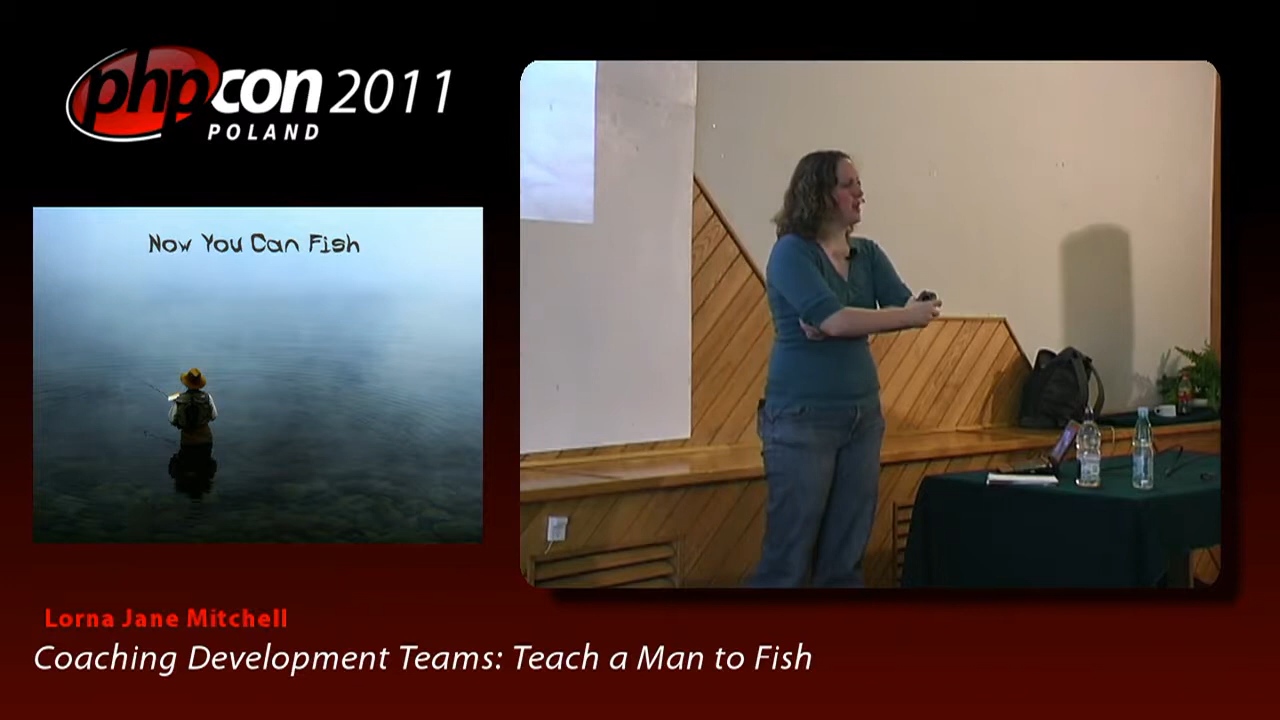 phpcon 2011
POLAND
Now You Can Fish
Lorna Jane Mitchell
Coaching Development Teams: Teach a Man to Fish